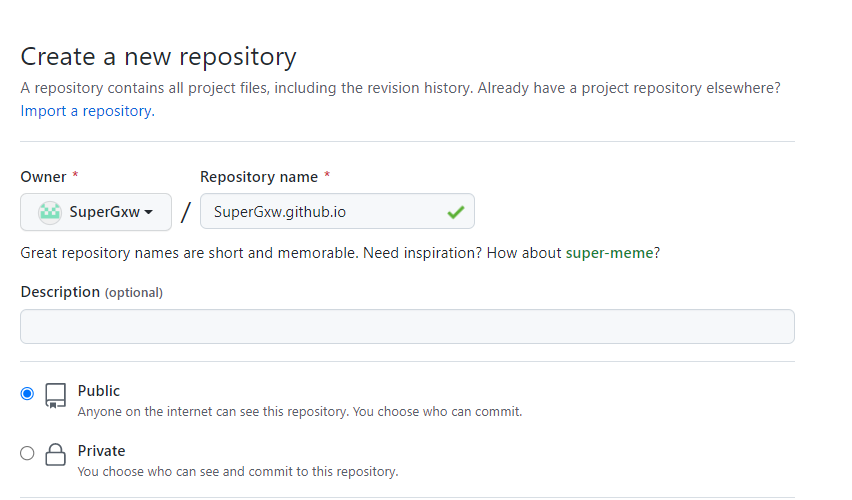 Create a new repository
A repository contains all project files, including the revision history. Already have a project repository elsewhere?
Import a repository.
Owner * Repository name *
SuperGxw / SuperGxw.github.io
Great repository names are short and memorable. Need inspiration? How about super-meme?
Description (optional)
Public
Anyone on the internet can see this repository. You choose who can commit.
Private
You choose who can see and commit to this repository.